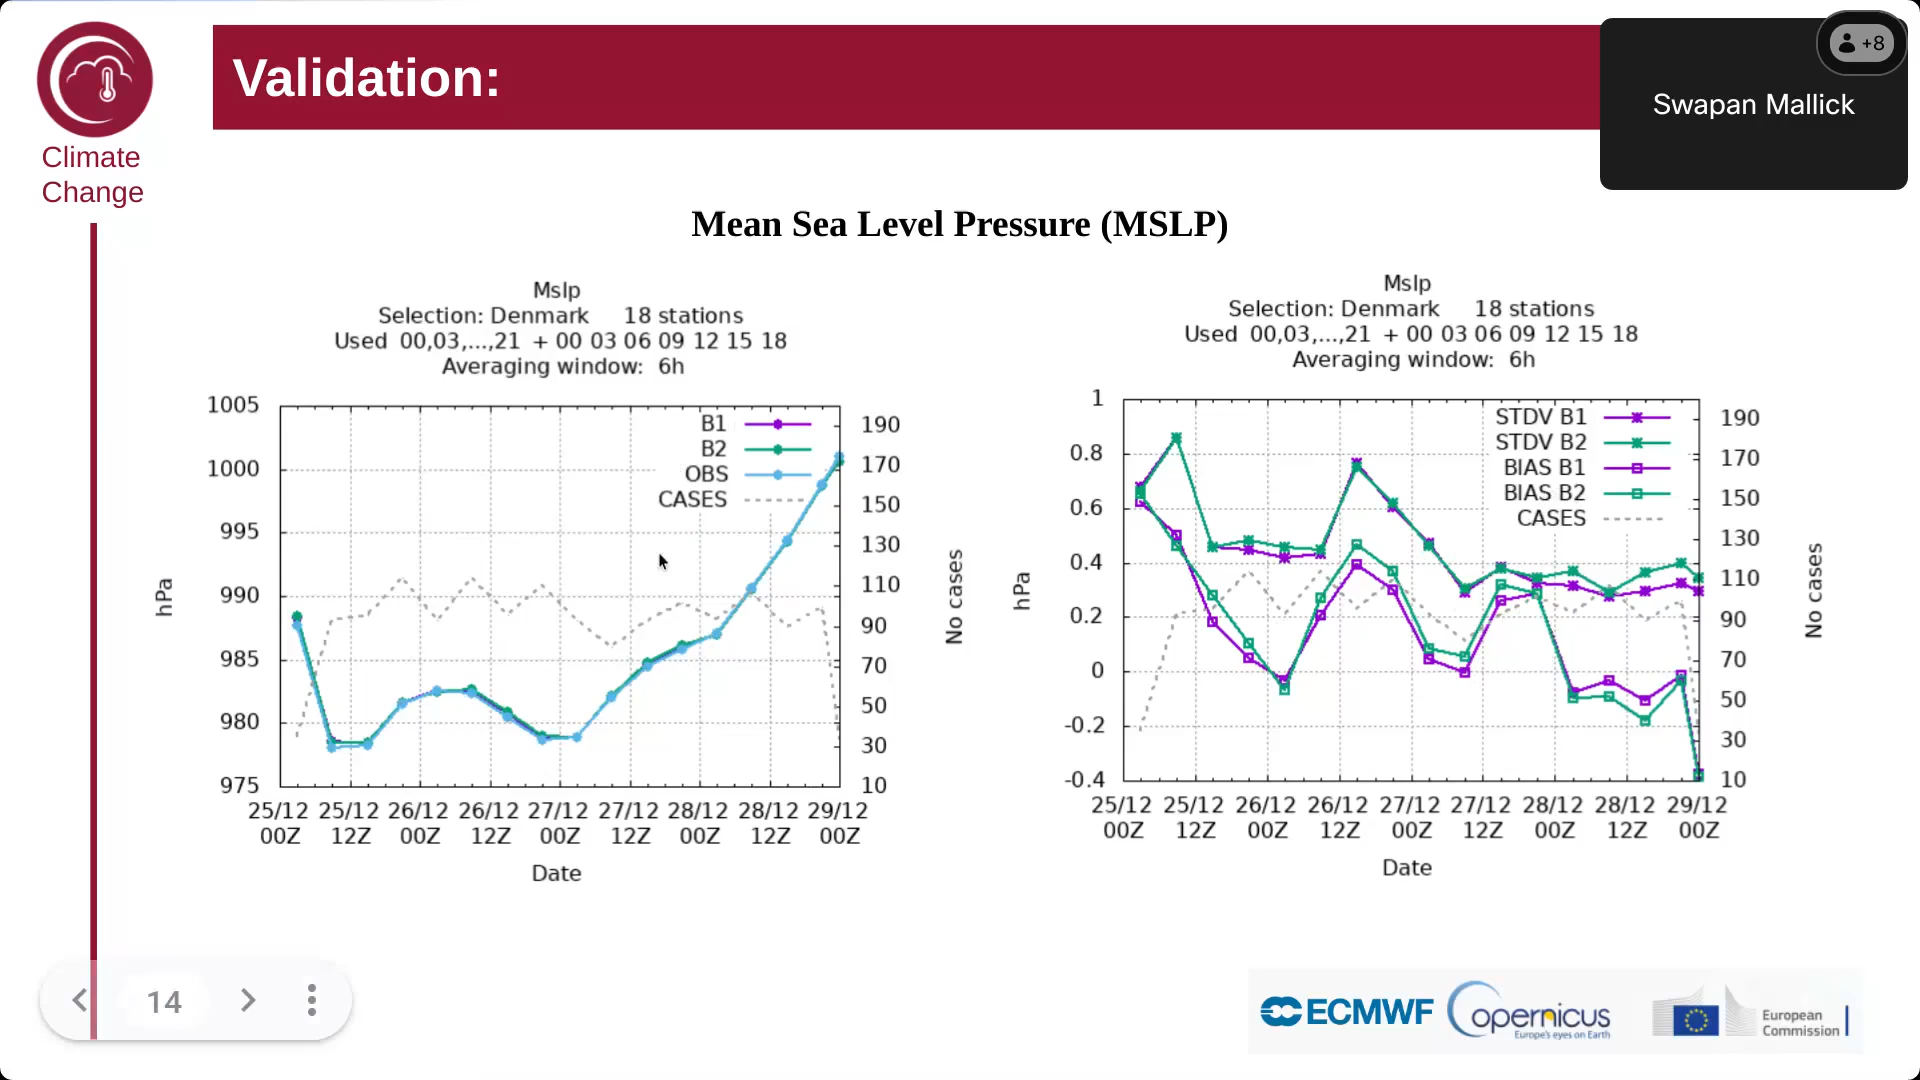 Validation:
+8
Swapan Mallick
Climate
Change
Mean Sea Level Pressure (MSLP)
Mslp
Selection: Denmark 18 stations
Used 00,03,...,21 + 00 03 06 09 12 15 18
Averaging window: 6h
1005
1000
995
990
985
980
975
hPa
B1
B2
OBS
CASES
190
170
150
130
110
90
70
50
30
10
No cases
25/12 25/12 26/12 26/12 27/12 27/12 28/12 28/12 29/12
00Z 12Z 00Z 12Z 00Z 12Z 00Z 12Z 00Z
Date
Mslp
Selection: Denmark 18 stations
Used 00,03,...,21 + 00 03 06 09 12 15 18
Averaging window: 6h
1
0.8
0.6
0.4
0.2
0
-0.2
-0.4
hPa
STDV B1
STDV B2
BIAS B1
BIAS B2
CASES
190
170
150
130
110
90
70
50
30
10
No cases
25/12 25/12 26/12 26/12 27/12 27/12 28/12 28/12 29/12
00Z 12Z 00Z 12Z 00Z 12Z 00Z 12Z 00Z
Date
14
ECMWF
Opernicus
Europe's eyes on Earth
European
Commission